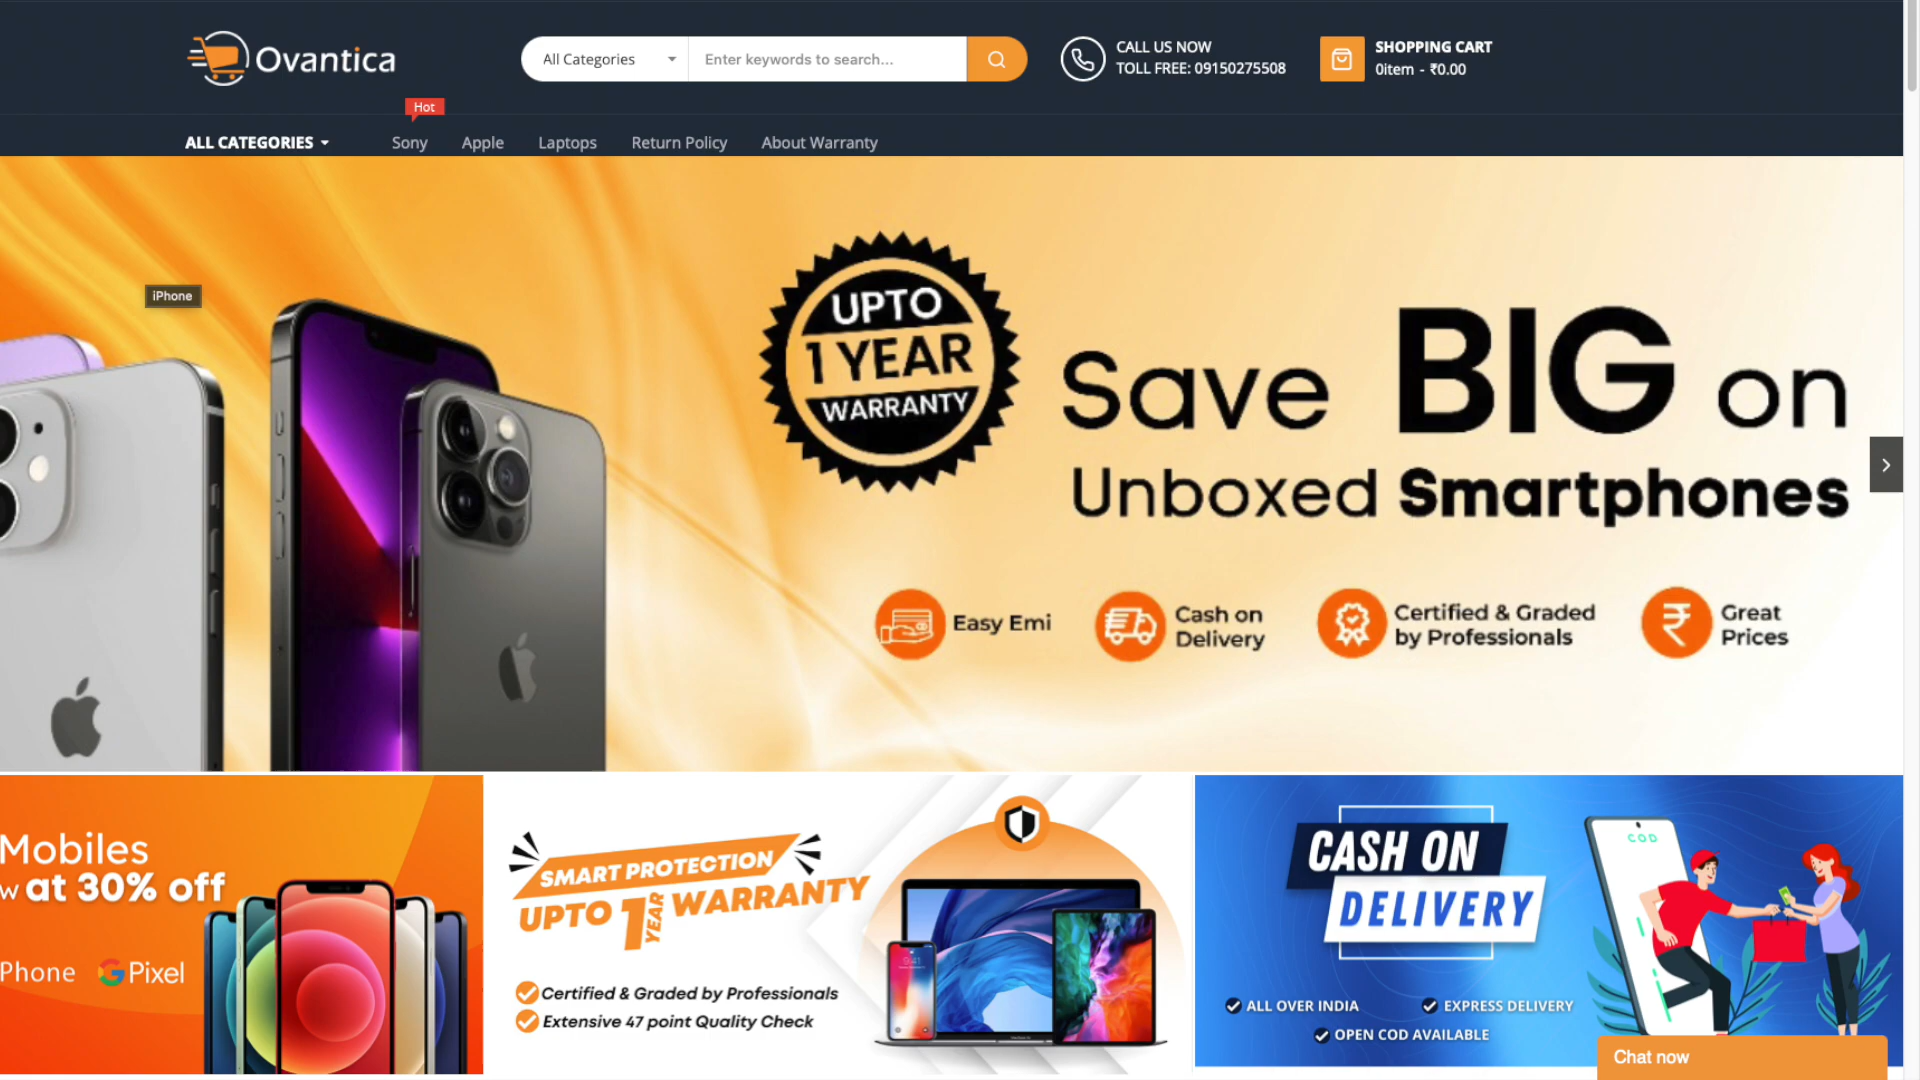 Ovantica
All Categories
Enter keywords to search...
CALL US NOW
TOLL FREE: 09150275508
SHOPPING CART
0item - ₹0.00
Hot
ALL CATEGORIES
Sony
Apple
Laptops
Return Policy
About Warranty
iPhone
UPTO
1 YEAR
WARRANTY
Save BIG on
Unboxed Smartphones
Easy Emi
Cash on
Delivery
Certified & Graded
by Professionals
Great
Prices
Mobiles
w at 30% off
Phone
G Pixel
SMART PROTECTION
UPTO 1 YEAR WARRANTY
Certified & Graded by Professionals
Extensive 47 point Quality Check
9:41
CASH ON
DELIVERY
COD
ALL OVER INDIA
EXPRESS DELIVERY
OPEN COD AVAILABLE
Chat now